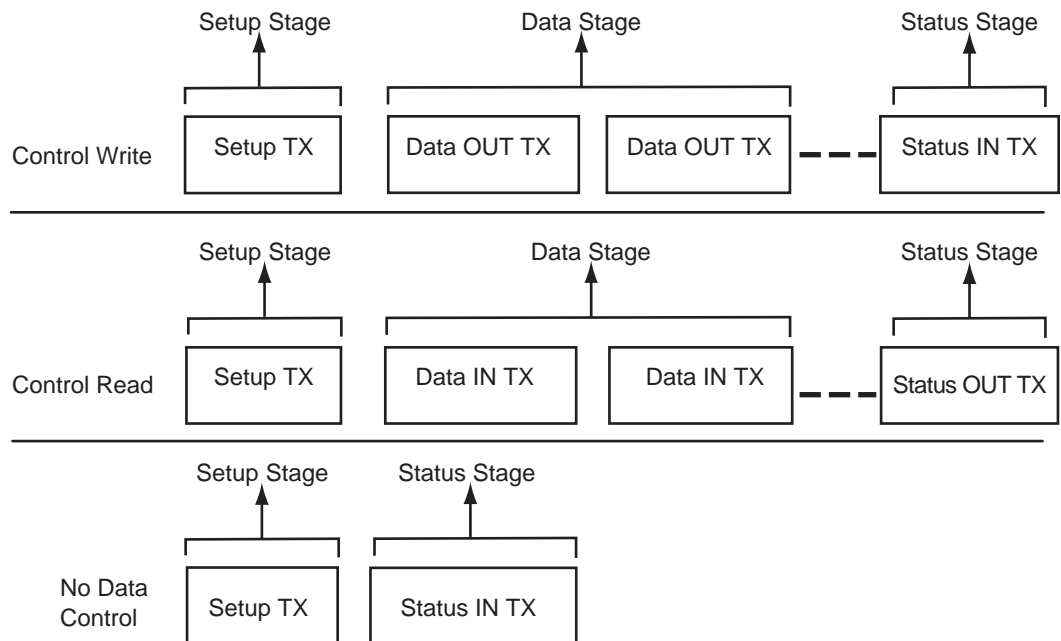 Setup Stage Data Stage Status Stage
Control Write Setup TX Data OUT TX Data OUT TX Status IN TX
Setup Stage Data Stage Status Stage
Control Read Setup TX Data IN TX Data IN TX Status OUT TX
Setup Stage Status Stage
No Data
Control
Setup TX Status IN TX